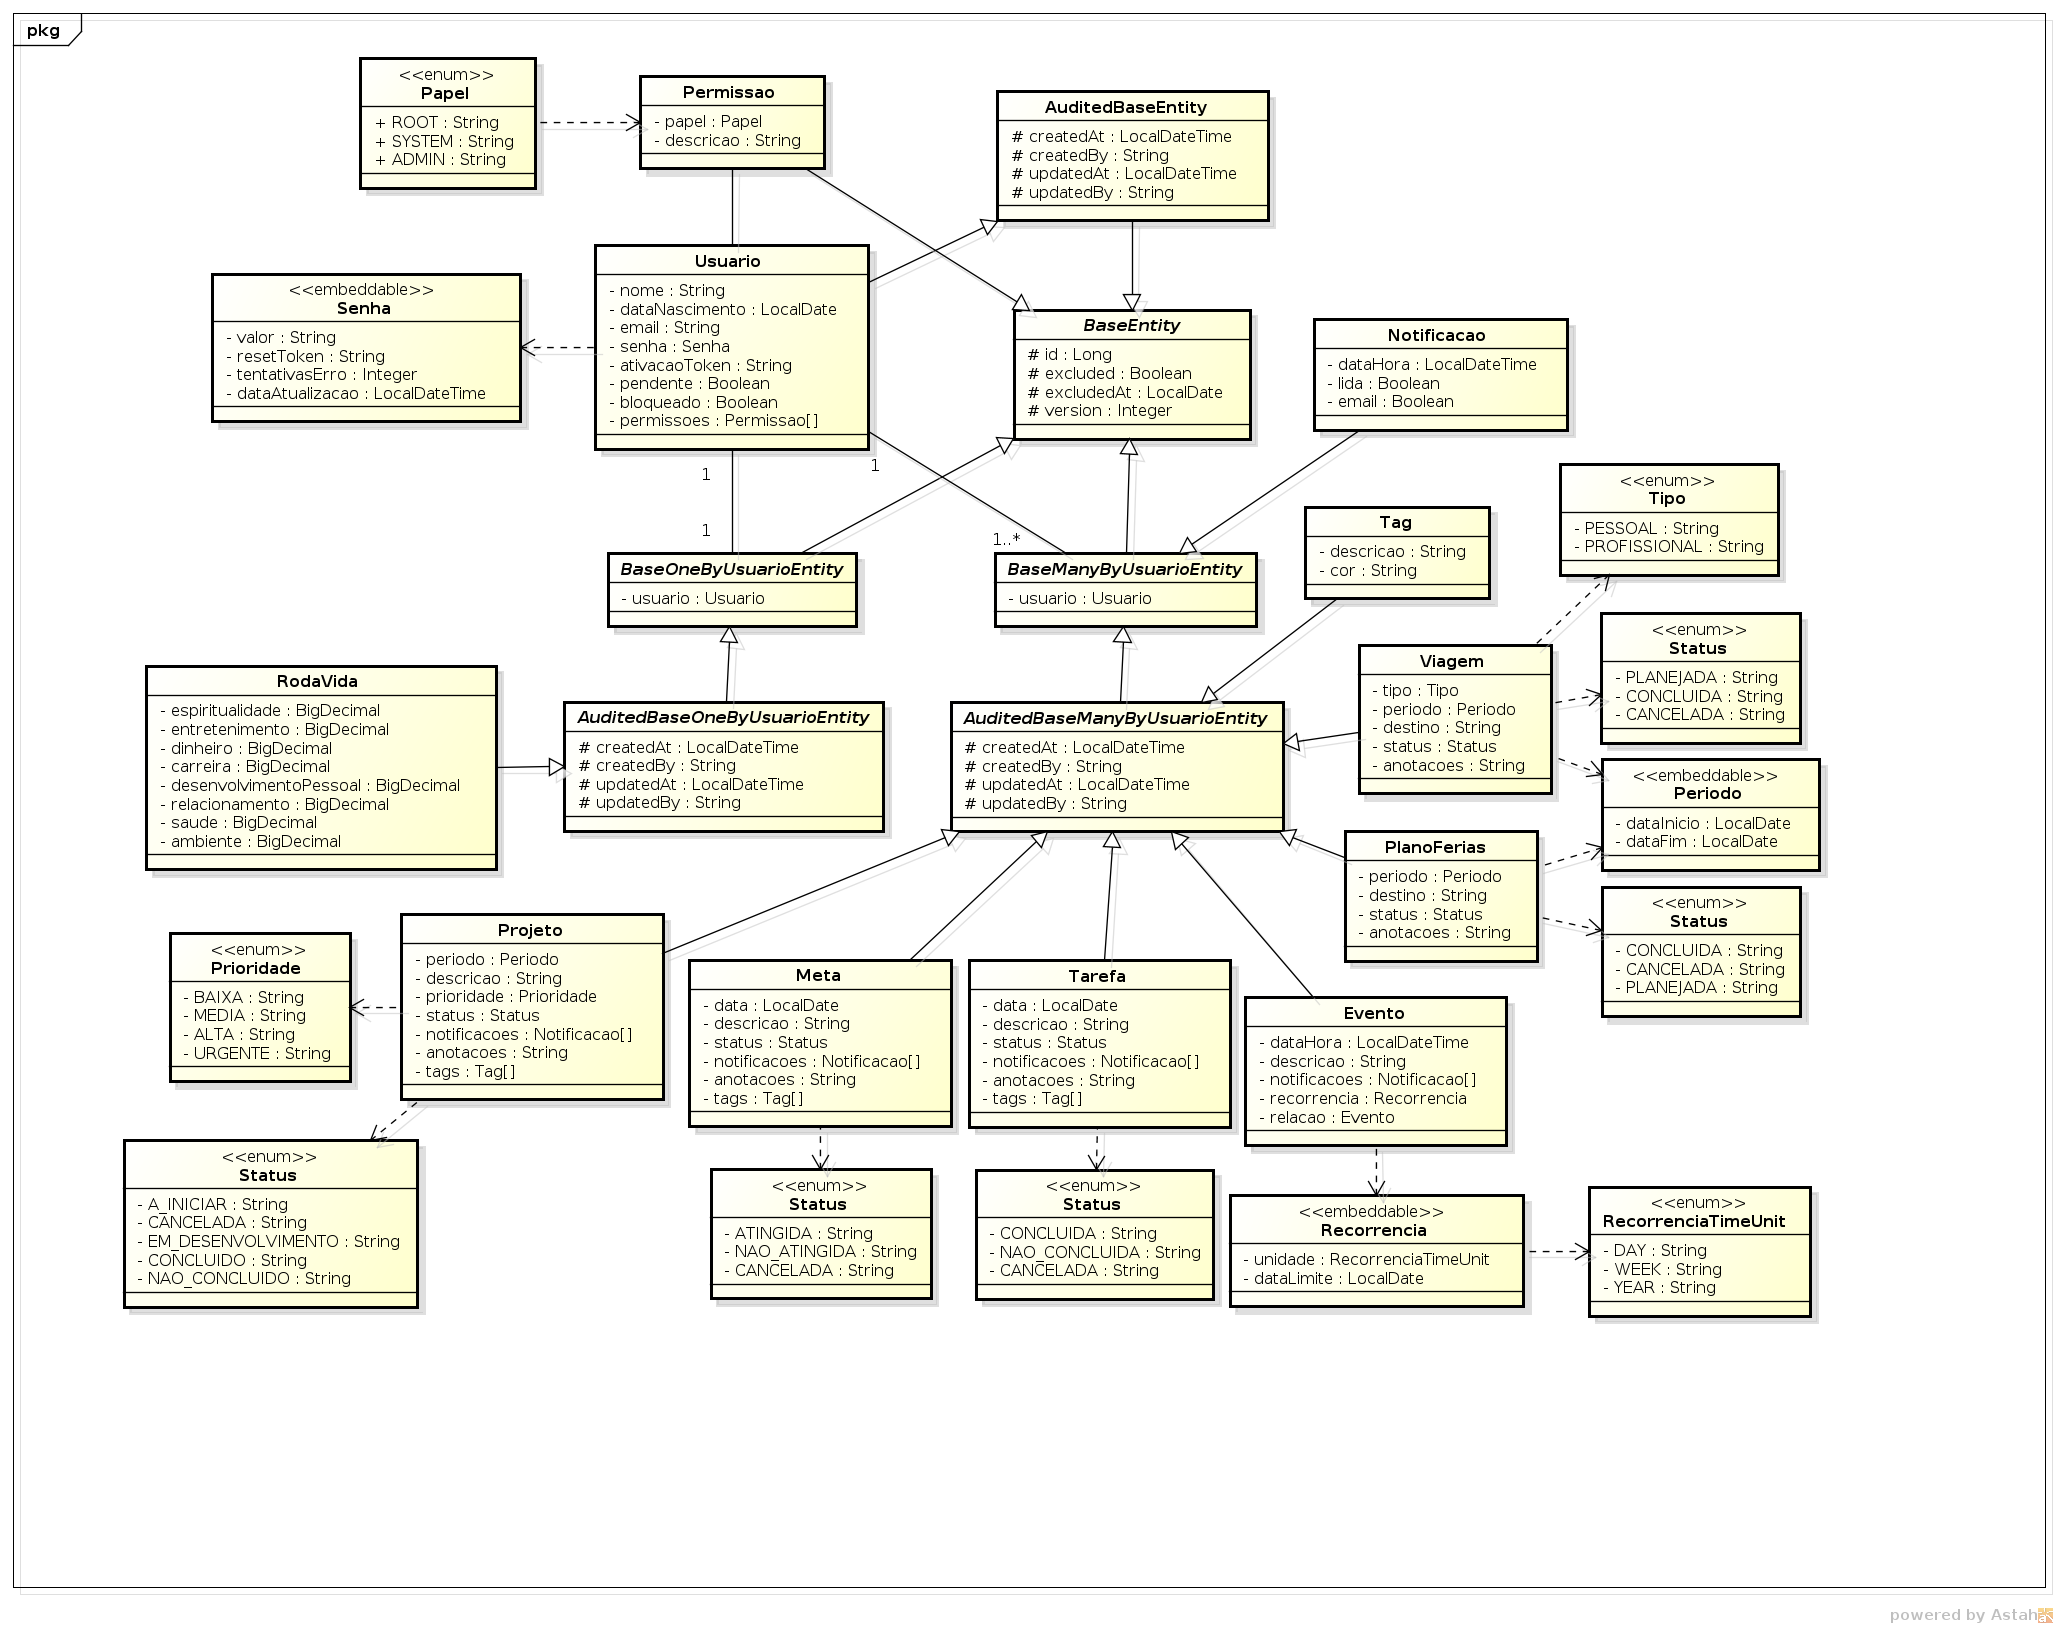 pkg
<<enum>>
Papel
+ ROOT : String
+ SYSTEM : String
+ ADMIN : String
Permissao
- papel : Papel
- descricao : String
AuditedBaseEntity
# createdAt : LocalDateTime
# createdBy : String
# updatedAt : LocalDateTime
# updatedBy : String
<<embeddable>>
Senha
- valor : String
- resetToken : String
- tentativasErro : Integer
- dataAtualizacao : LocalDateTime
Usuario
- nome : String
- dataNascimento : LocalDate
- email : String
- senha : Senha
- ativacaoToken : String
- pendente : Boolean
- bloqueado : Boolean
- permissoes : Permissao[]
BaseEntity
# id : Long
# excluded : Boolean
# excludedAt : LocalDate
# version : Integer
Notificacao
- dataHora : LocalDateTime
- lida : Boolean
- email : Boolean
1
1
1
1..*
<<enum>>
Tipo
- PESSOAL : String
- PROFISSIONAL : String
Tag
- descricao : String
- cor : String
BaseOneByUsuarioEntity
- usuario : Usuario
BaseManyByUsuarioEntity
- usuario : Usuario
<<enum>>
Status
- PLANEJADA : String
- CONCLUIDA : String
- CANCELADA : String
Viagem
- tipo : Tipo
- periodo : Periodo
- destino : String
- status : Status
- anotacoes : String
RodaVida
- espiritualidade : BigDecimal
- entretenimento : BigDecimal
- dinheiro : BigDecimal
- carreira : BigDecimal
- desenvolvimentoPessoal : BigDecimal
- relacionamento : BigDecimal
- saude : BigDecimal
- ambiente : BigDecimal
AuditedBaseOneByUsuarioEntity
# createdAt : LocalDateTime
# createdBy : String
# updatedAt : LocalDateTime
# updatedBy : String
AuditedBaseManyByUsuarioEntity
# createdAt : LocalDateTime
# createdBy : String
# updatedAt : LocalDateTime
# updatedBy : String
<<embeddable>>
Periodo
- dataInicio : LocalDate
- dataFim : LocalDate
PlanoFerias
- periodo : Periodo
- destino : String
- status : Status
- anotacoes : String
<<enum>>
Status
- CONCLUIDA : String
- CANCELADA : String
- PLANEJADA : String
<<enum>>
Prioridade
- BAIXA : String
- MEDIA : String
- ALTA : String
- URGENTE : String
Projeto
- periodo : Periodo
- descricao : String
- prioridade : Prioridade
- status : Status
- notificacoes : Notificacao[]
- anotacoes : String
- tags : Tag[]
Meta
- data : LocalDate
- descricao : String
- status : Status
- notificacoes : Notificacao[]
- anotacoes : String
- tags : Tag[]
Tarefa
- data : LocalDate
- descricao : String
- status : Status
- notificacoes : Notificacao[]
- anotacoes : String
- tags : Tag[]
Evento
- dataHora : LocalDateTime
- descricao : String
- notificacoes : Notificacao[]
- recorrencia : Recorrencia
- relacao : Evento
<<enum>>
Status
- A_INICIAR : String
- CANCELADA : String
- EM_DESENVOLVIMENTO : String
- CONCLUIDO : String
- NAO_CONCLUIDO : String
<<enum>>
Status
- ATINGIDA : String
- NAO_ATINGIDA : String
- CANCELADA : String
<<enum>>
Status
- CONCLUIDA : String
- NAO_CONCLUIDA : String
- CANCELADA : String
<<embeddable>>
Recorrencia
- unidade : RecorrenciaTimeUnit
- dataLimite : LocalDate
<<enum>>
RecorrenciaTimeUnit
- DAY : String
- WEEK : String
- YEAR : String
powered by Astah